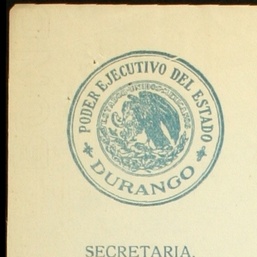 PODER EJECUTIVO DEL ESTADO
DURANGO
SECRETARIA.